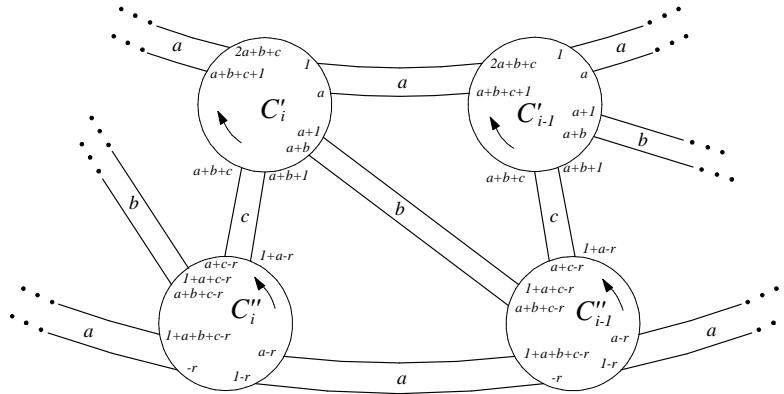 a 2a+b+c 1 a 2a+b+c 1 a
a+b+c+1 a a+b+c+1 a
C'i C'i-1
a+1 a+1
a+b a+b b
a+b+c a+b+1 a+b+c a+b+1
b c b c
a+c-r 1+a-r a+c-r 1+a-r
1+a+c-r 1+a+c-r
a+b+c-r a+b+c-r
C''i C''i-1
a 1+a+b+c-r a-r a 
a-r 1+a+b+c-r
-r 1-r a -r 1-r